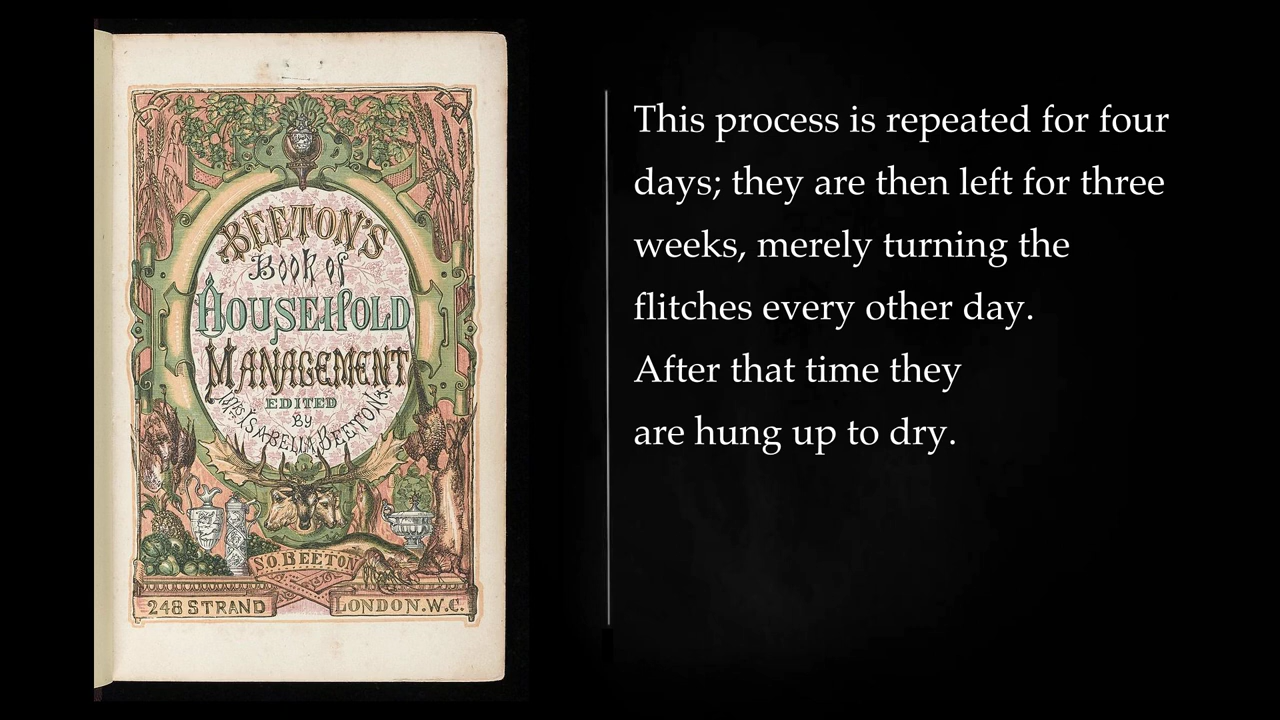 BEETON'S
Book of
HOUSEHOLD
MANAGEMENT
EDITED
BY
MRS ISABELLA BEETON
S.O. BEETON
248 STRAND
LONDON. W.C.
This process is repeated for four
days; they are then left for three
weeks, merely turning the
flitches every other day.
After that time they
are hung up to dry.